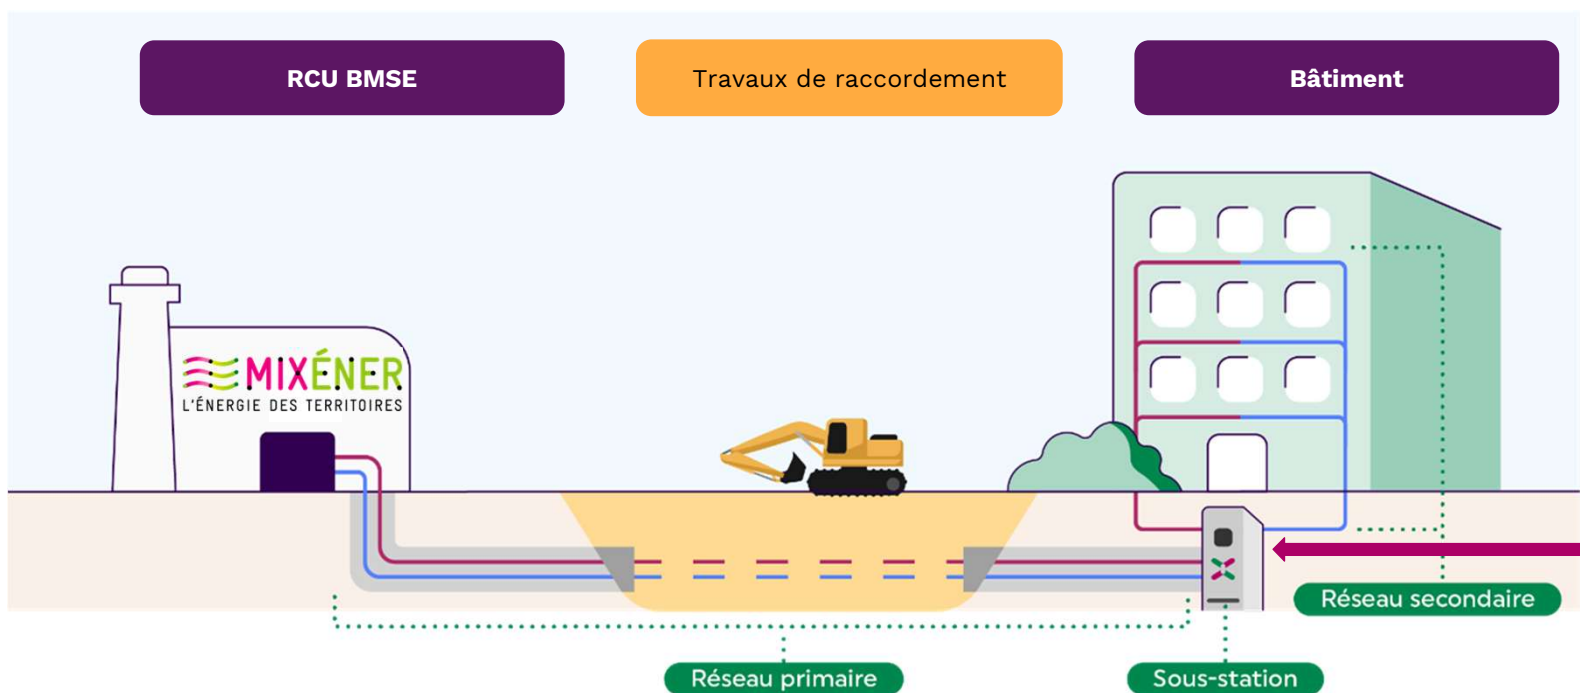 RCU BMSE
Travaux de raccordement
Bâtiment
MIXÉNER
L'ÉNERGIE DES TERRITOIRES
Réseau secondaire
Réseau primaire
Sous-station